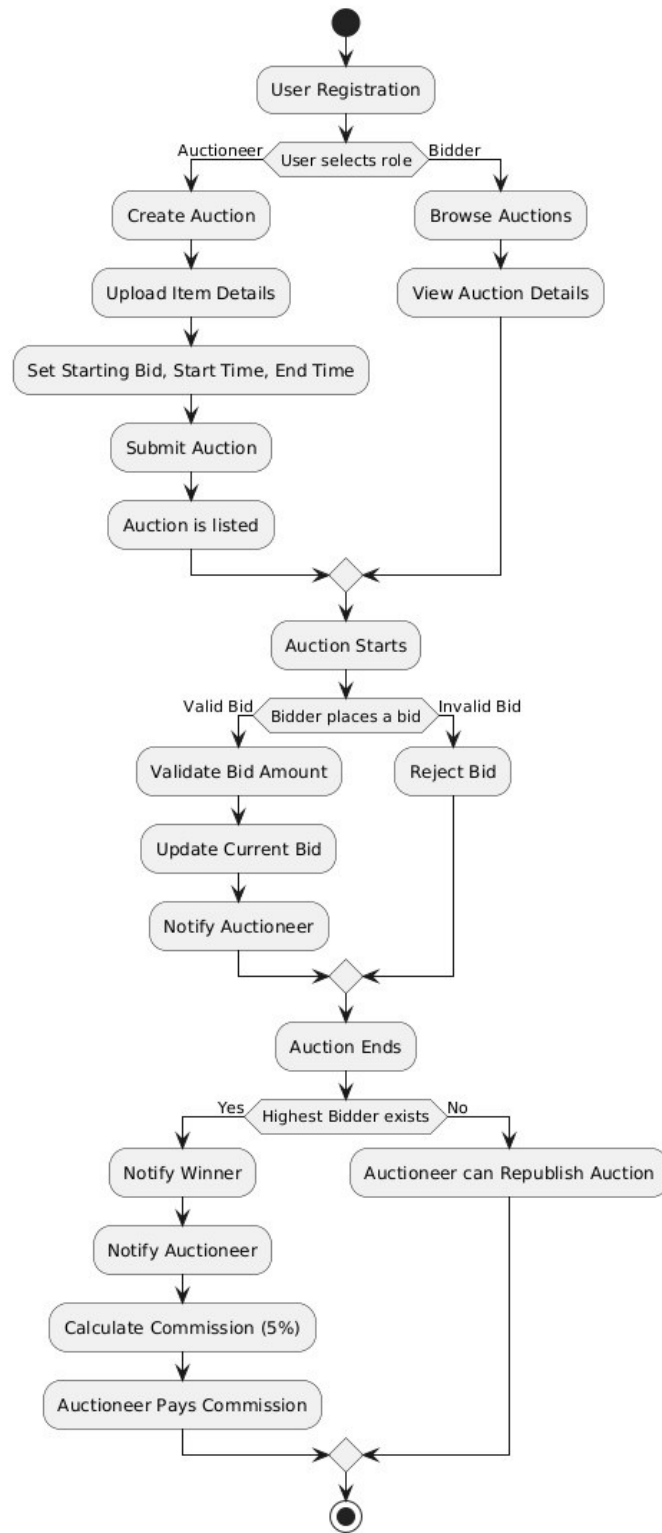 User Registration
Auctioneer
User selects role
Bidder
Create Auction
Browse Auctions
Upload Item Details
View Auction Details
Set Starting Bid, Start Time, End Time
Submit Auction
Auction is listed
Auction Starts
Valid Bid
Bidder places a bid
Invalid Bid
Validate Bid Amount
Reject Bid
Update Current Bid
Notify Auctioneer
Auction Ends
Yes
Highest Bidder exists
No
Notify Winner
Auctioneer can Republish Auction
Notify Auctioneer
Calculate Commission (5%)
Auctioneer Pays Commission